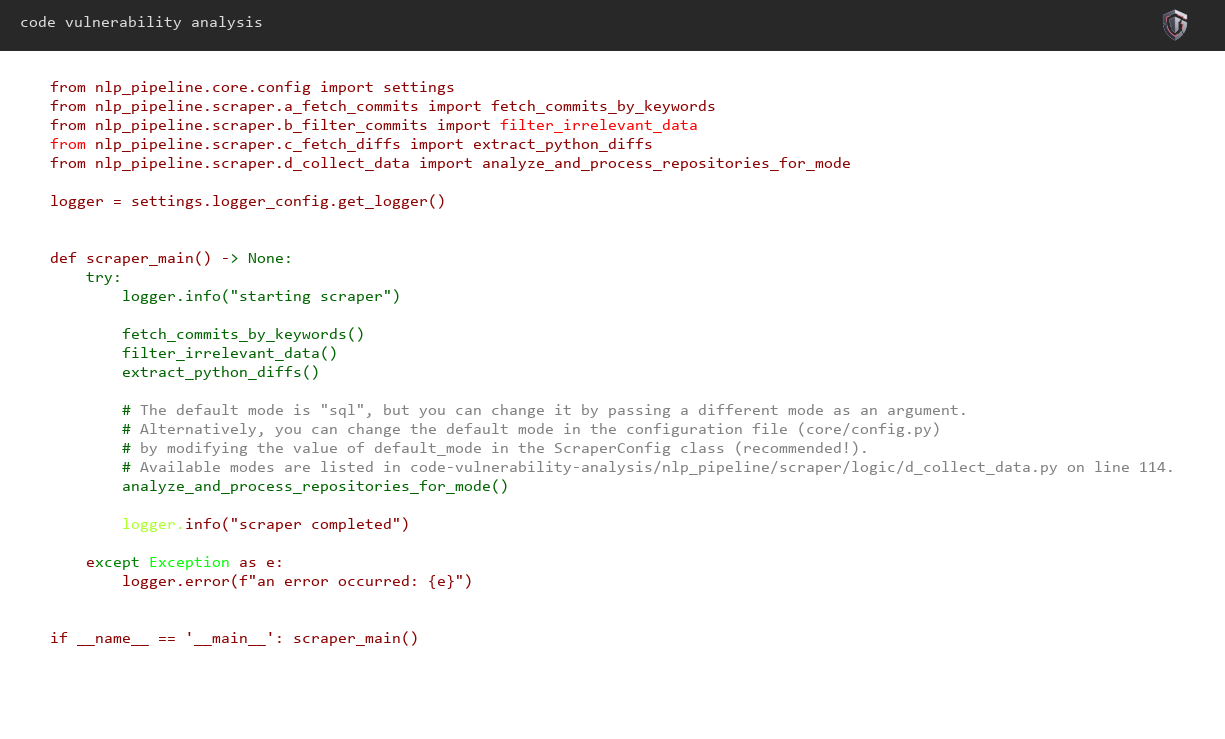 code vulnerability analysis
from nlp_pipeline.core.config import settings
from nlp_pipeline.scraper.a_fetch_commits import fetch_commits_by_keywords
from nlp_pipeline.scraper.b_filter_commits import filter_irrelevant_data
from nlp_pipeline.scraper.c_fetch_diffs import extract_python_diffs
from nlp_pipeline.scraper.d_collect_data import analyze_and_process_repositories_for_mode
logger = settings.logger_config.get_logger()
def scraper_main() -> None:
    try:
        logger.info("starting scraper")
        fetch_commits_by_keywords()
        filter_irrelevant_data()
        extract_python_diffs()
        # The default mode is "sql", but you can change it by passing a different mode as an argument.
        # Alternatively, you can change the default mode in the configuration file (core/config.py)
        # by modifying the value of default_mode in the ScraperConfig class (recommended!).
        # Available modes are listed in code-vulnerability-analysis/nlp_pipeline/scraper/logic/d_collect_data.py on line 114.
        analyze_and_process_repositories_for_mode()
        logger.info("scraper completed")
    except Exception as e:
        logger.error(f"an error occurred: {e}")
if __name__ == '__main__': scraper_main()